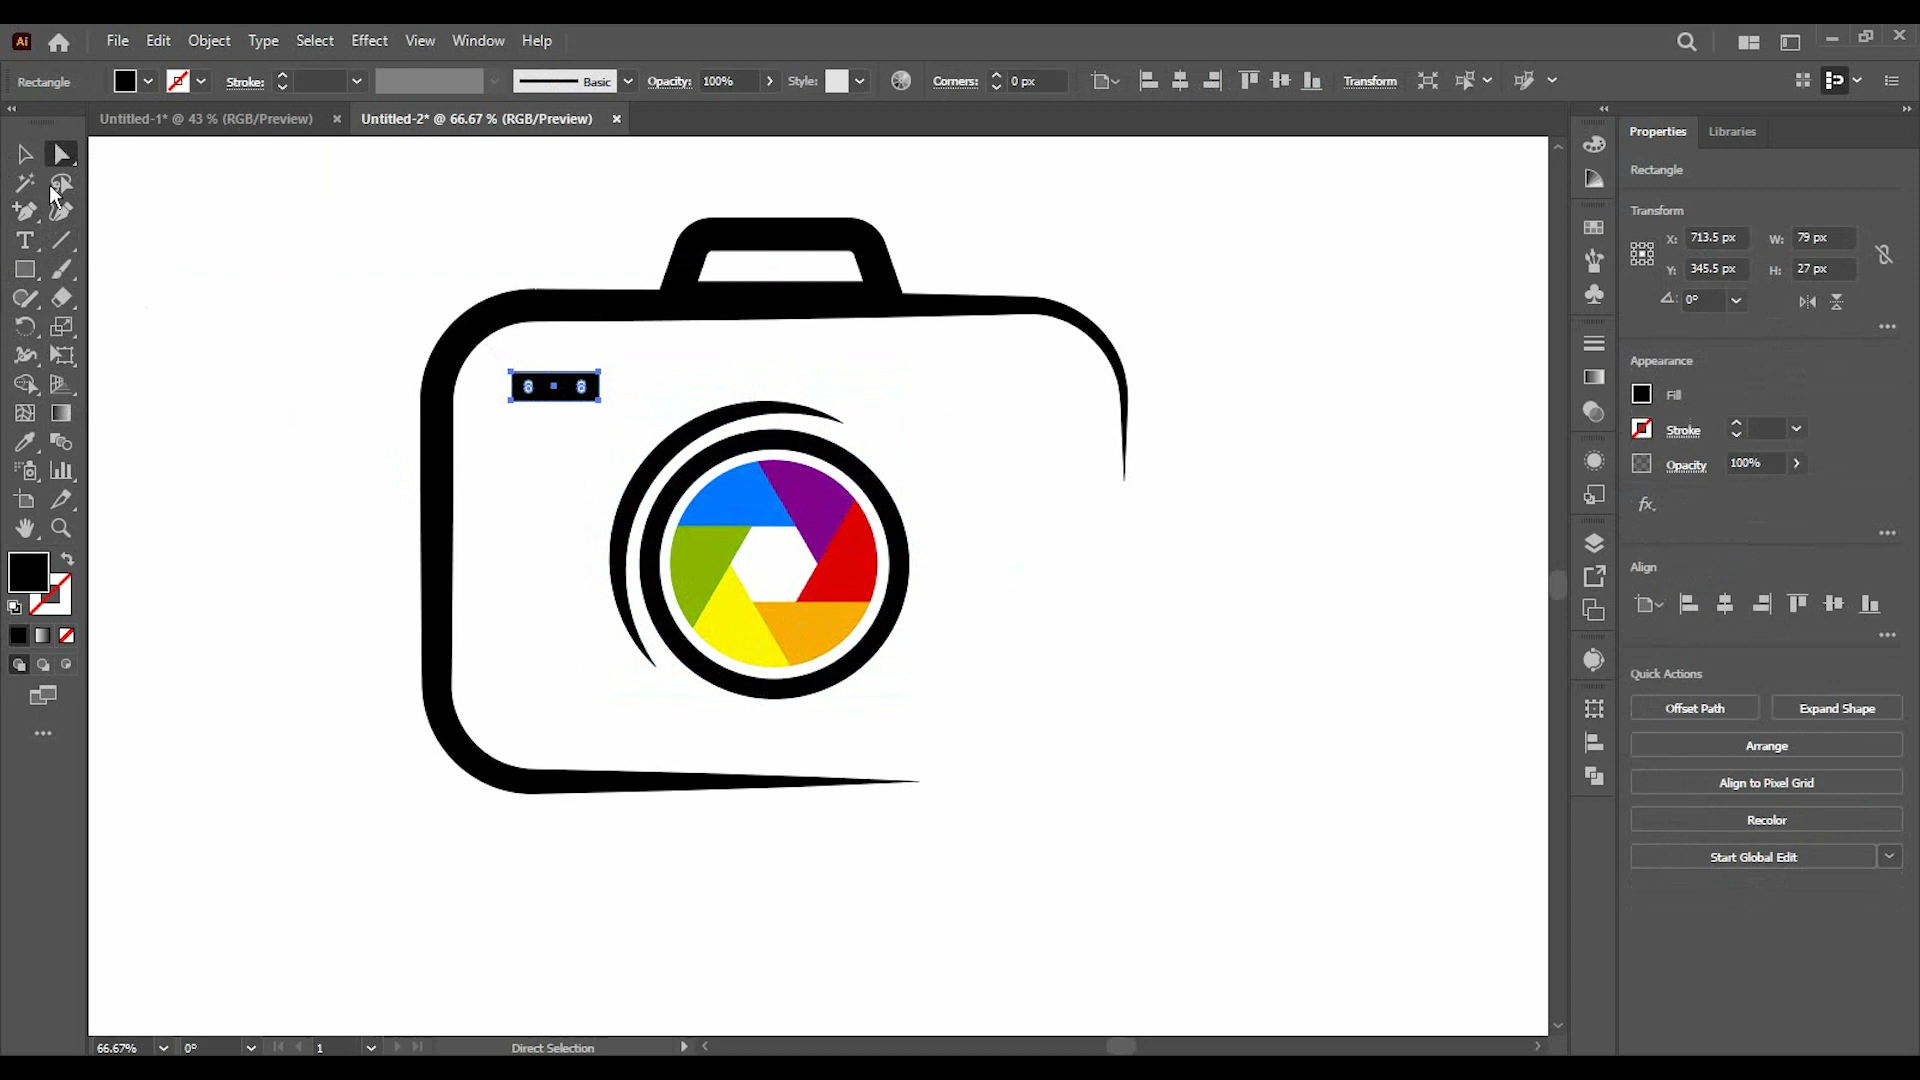 Ai File Edit Object Type Select Effect View Window Help
Rectangle Stroke: Basic Opacity: 100% Style: Corners: 0 px Transform
Untitled-1* @ 43 % (RGB/Preview) × Untitled-2* @ 66.67 % (RGB/Preview) ×
Properties Libraries
Rectangle
Transform
X: 713.5 px W: 79 px
Y: 345.5 px H: 27 px
0°
Appearance
Fill
Stroke
Opacity 100%
fx.
Align
Quick Actions
Offset Path Expand Shape
Arrange
Align to Pixel Grid
Recolor
Start Global Edit
66.67% 0° 1 Direct Selection